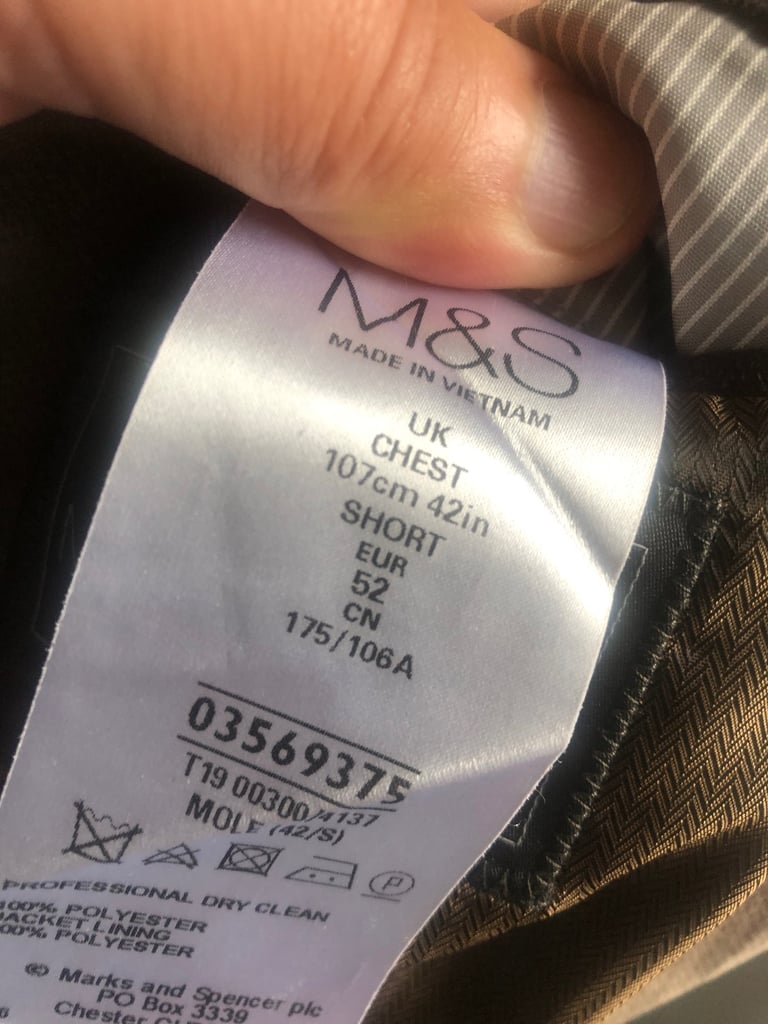 M&S
MADE IN VIETNAM
UK
CHEST
107cm 42in
SHORT
EUR
52
CN
175/106A
03569375
T19 00300/4137
MOLE (42/S)
P
PROFESSIONAL DRY CLEAN
100% POLYESTER
JACKET LINING
100% POLYESTER
© Marks and Spencer plc
PO Box 3339
Chester